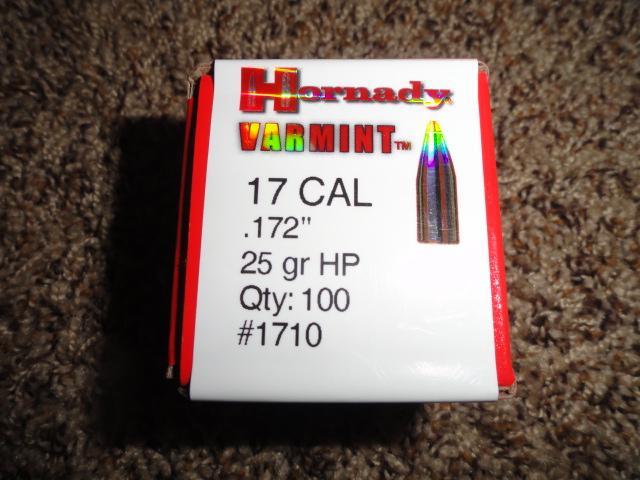 Hornady
VARMINT™
17 CAL
.172"
25 gr HP
Qty: 100
#1710